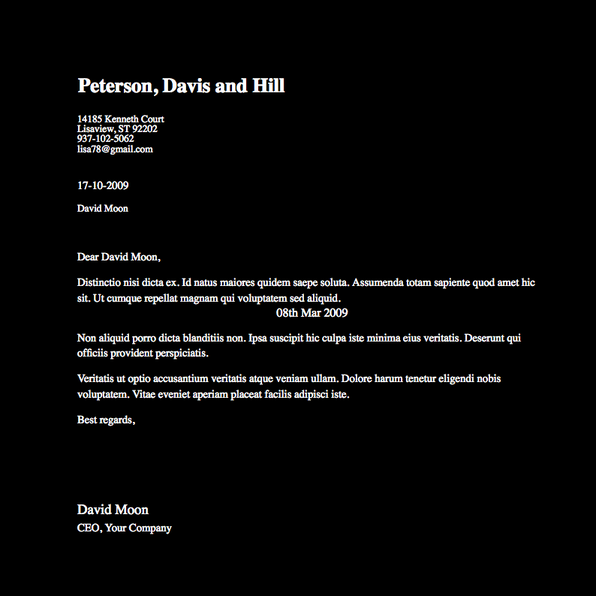 Peterson, Davis and Hill
14185 Kenneth Court
Lisaview, ST 92202
937-102-5062
lisa78@gmail.com
17-10-2009
David Moon
Dear David Moon,
Distinctio nisi dicta ex. Id natus maiores quidem saepe soluta. Assumenda totam sapiente quod amet hic
sit. Ut cumque repellat magnam qui voluptatem sed aliquid.
08th Mar 2009
Non aliquid porro dicta blanditiis non. Ipsa suscipit hic culpa iste minima eius veritatis. Deserunt qui
officiis provident perspiciatis.
Veritatis ut optio accusantium veritatis atque veniam ullam. Dolore harum tenetur eligendi nobis
voluptatem. Vitae eveniet aperiam placeat facilis adipisci iste.
Best regards,
David Moon
CEO, Your Company